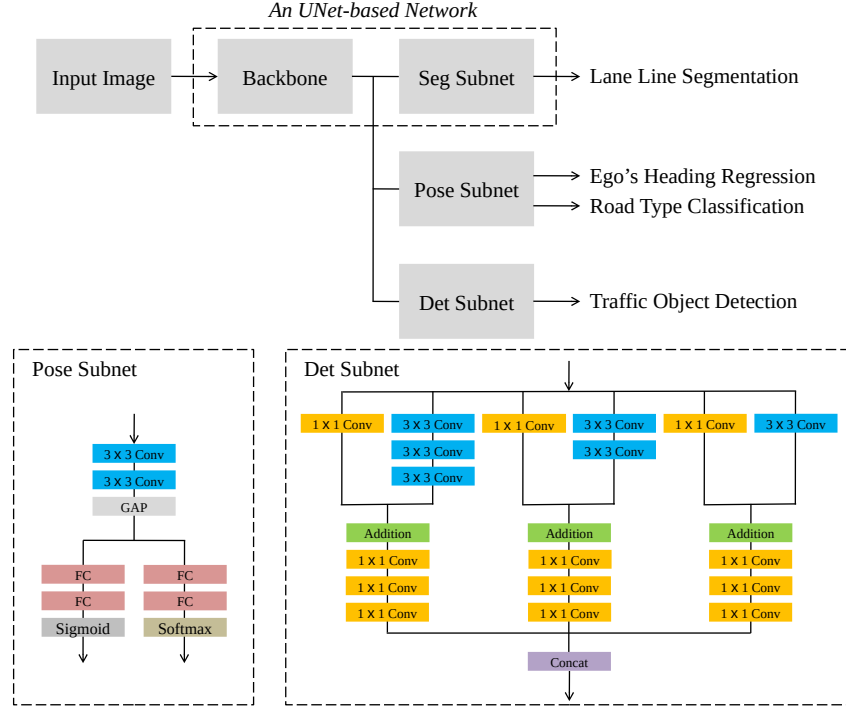 An UNet-based Network
Input Image
Backbone
Seg Subnet
Lane Line Segmentation
Pose Subnet
Ego's Heading Regression
Road Type Classification
Det Subnet
Traffic Object Detection
Pose Subnet
3 x 3 Conv
3 x 3 Conv
GAP
FC FC
FC FC
Sigmoid Softmax
Det Subnet
1 x 1 Conv 3 x 3 Conv 1 x 1 Conv 3 x 3 Conv 1 x 1 Conv 3 x 3 Conv
3 x 3 Conv 3 x 3 Conv
3 x 3 Conv
Addition Addition Addition
1 x 1 Conv 1 x 1 Conv 1 x 1 Conv
1 x 1 Conv 1 x 1 Conv 1 x 1 Conv
1 x 1 Conv 1 x 1 Conv 1 x 1 Conv
Concat